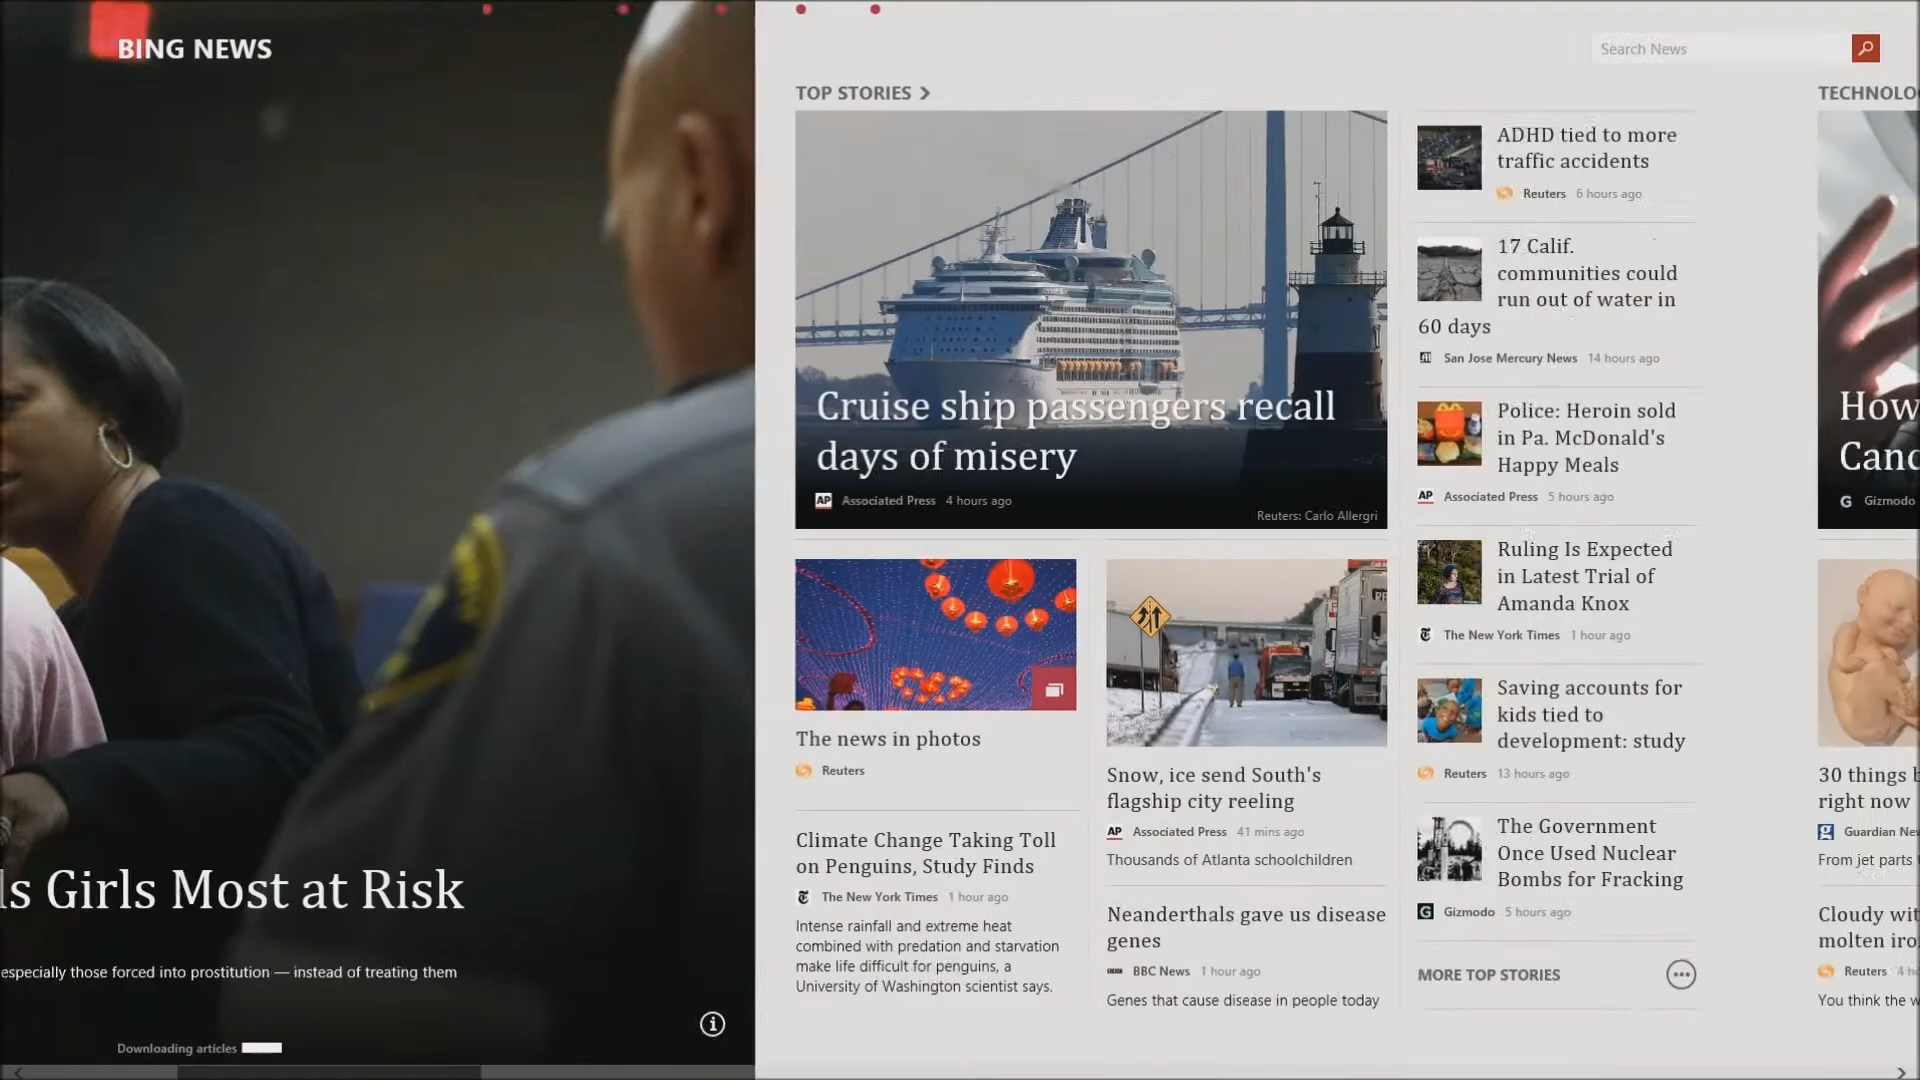 BING NEWS
Search News
TOP STORIES
Cruise ship passengers recall
days of misery
AP Associated Press 4 hours ago
Reuters: Carlo Allergri
The news in photos
Reuters
Climate Change Taking Toll
on Penguins, Study Finds
The New York Times 1 hour ago
Intense rainfall and extreme heat
combined with predation and starvation
make life difficult for penguins, a
University of Washington scientist says.
Snow, ice send South's
flagship city reeling
AP Associated Press 41 mins ago
Thousands of Atlanta schoolchildren
Neanderthals gave us disease
genes
BBC News 1 hour ago
Genes that cause disease in people today
ADHD tied to more
traffic accidents
Reuters 6 hours ago
17 Calif.
communities could
run out of water in
60 days
San Jose Mercury News 14 hours ago
Police: Heroin sold
in Pa. McDonald's
Happy Meals
AP Associated Press 5 hours ago
Ruling Is Expected
in Latest Trial of
Amanda Knox
The New York Times 1 hour ago
Saving accounts for
kids tied to
development: study
Reuters 13 hours ago
The Government
Once Used Nuclear
Bombs for Fracking
G Gizmodo 5 hours ago
MORE TOP STORIES
TECHNOLO
How
Canc
G Gizmodo
30 things b
right now
g Guardian New
From jet parts
Cloudy wit
molten iro
Reuters 4 h
You think the w
ls Girls Most at Risk
especially those forced into prostitution — instead of treating them
Downloading articles